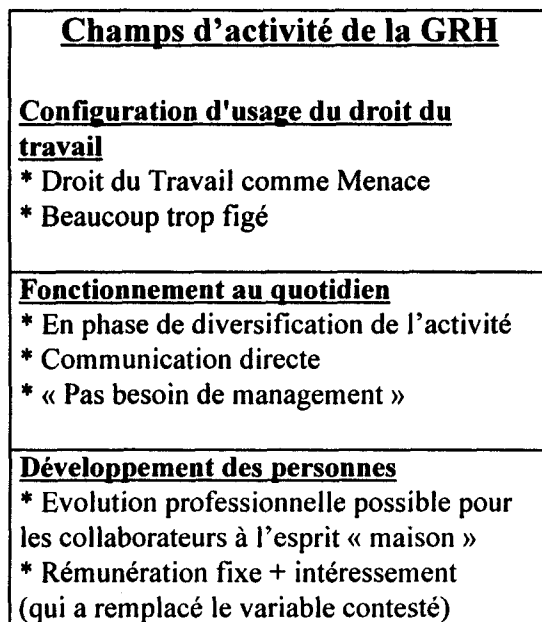 Champs d'activité de la GRH
Configuration d'usage du droit du
travail
* Droit du Travail comme Menace
* Beaucoup trop figé
Fonctionnement au quotidien
* En phase de diversification de l'activité
* Communication directe
* « Pas besoin de management »
Développement des personnes
* Evolution professionnelle possible pour
les collaborateurs à l'esprit « maison »
* Rémunération fixe + intéressement
(qui a remplacé le variable contesté)